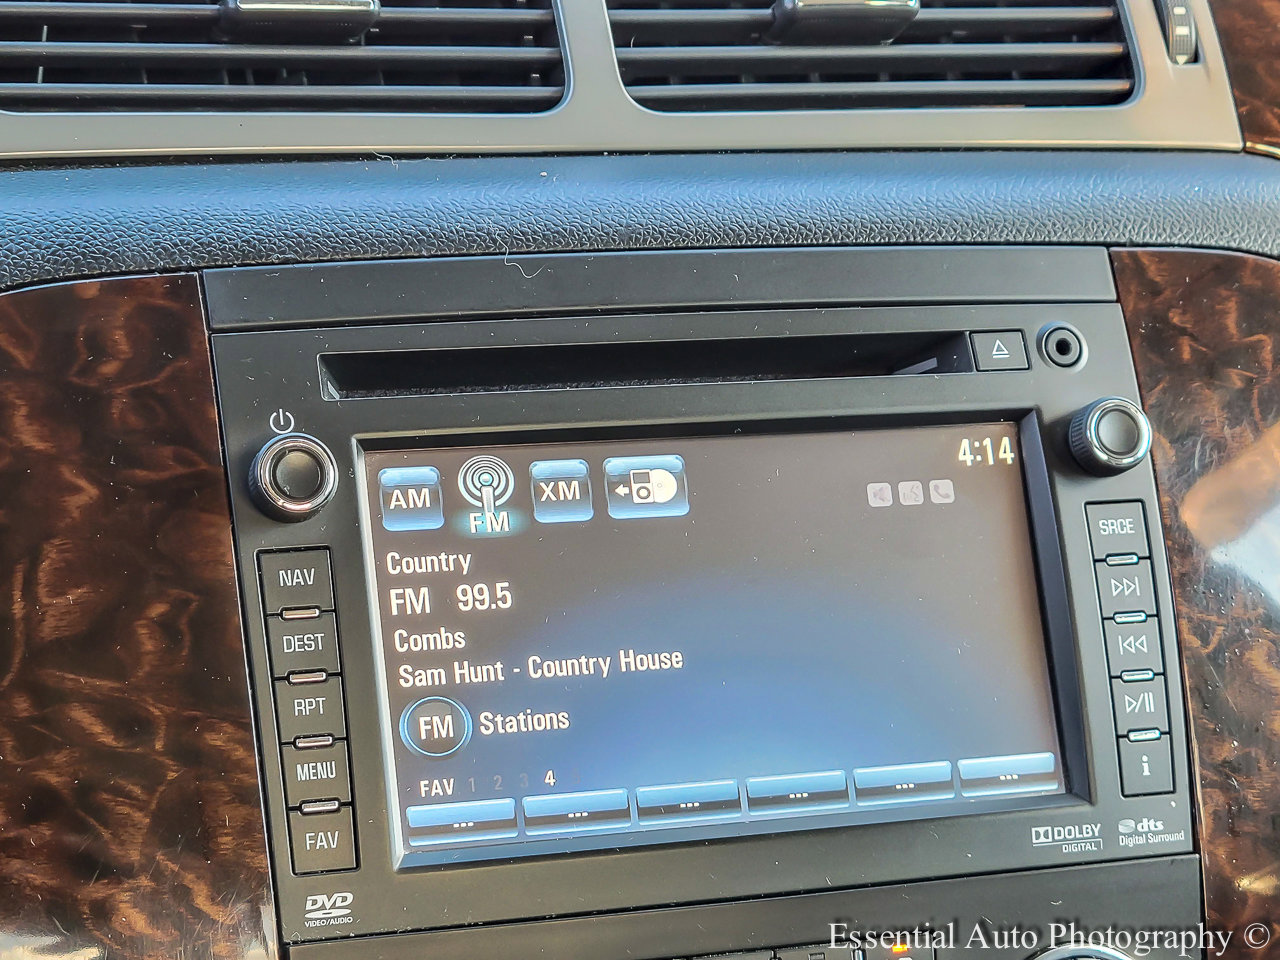 4:14
AM FM XM
Country
FM 99.5
Combs
Sam Hunt - Country House
FM Stations
FAV 1 2 3 4
... ... ... ... ... ...
NAV
DEST
RPT
MENU
FAV
SRCE
i
DVD
VIDEO/AUDIO
DOLBY
DIGITAL
dts
Digital Surround
Essential Auto Photography ©